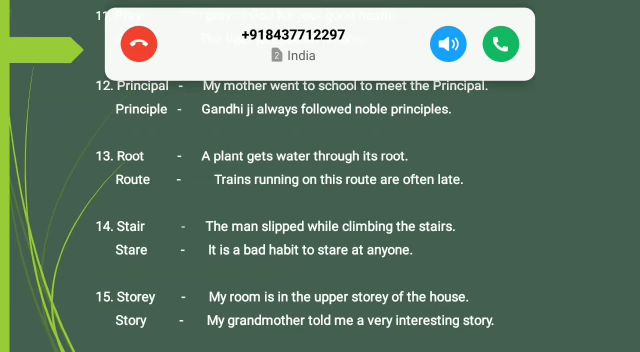 11. Pray - I
+918437712297
2 India
12. Principal - My mother went to school to meet the Principal.
Principle - Gandhi ji always followed noble principles.
13. Root - A plant gets water through its root.
Route - Trains running on this route are often late.
14. Stair - The man slipped while climbing the stairs.
Stare - It is a bad habit to stare at anyone.
15. Storey - My room is in the upper storey of the house.
Story - My grandmother told me a very interesting story.